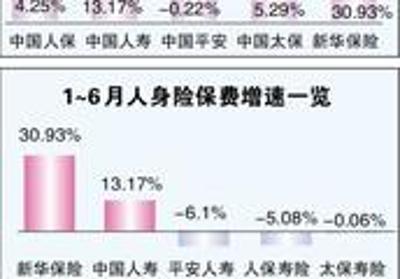 4.25% 13.17% -0.22% 5.29% 30.93%
中国人保 中国人寿 中国平安 中国太保 新华保险
1~6月人身险保费增速一览
30.93%
13.17%
-6.1% -5.08% -0.06%
新华保险 中国人寿 平安人寿 人保寿险 太保寿险